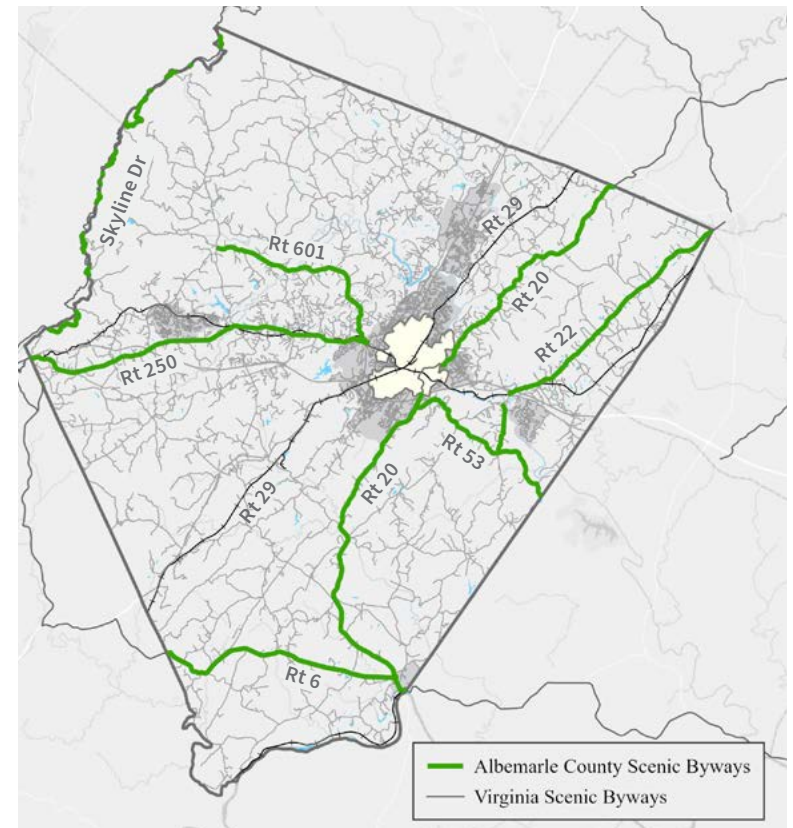 Skyline Dr
Rt 29
Rt 601
Rt 20
Rt 22
Rt 250
Rt 53
Rt 20
Rt 29
Rt 6
Albemarle County Scenic Byways
Virginia Scenic Byways